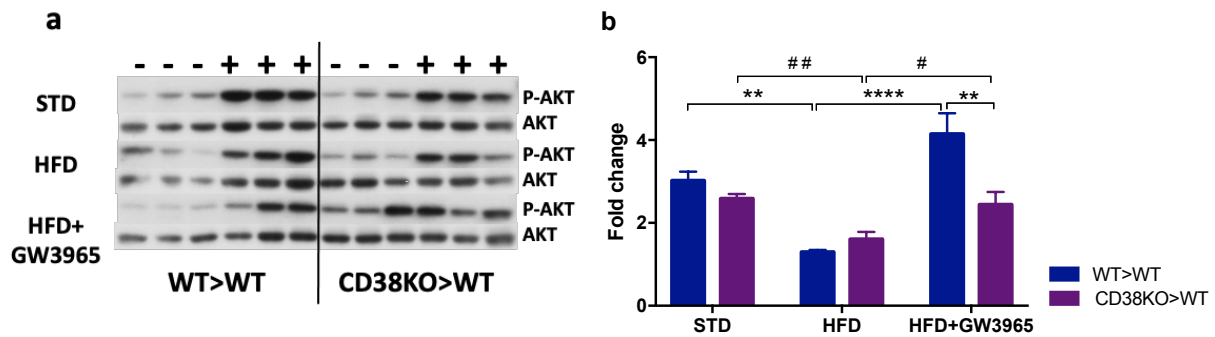 a
- - - + + + - - - + + +
STD
P-AKT
AKT
HFD
P-AKT
AKT
HFD+
GW3965
P-AKT
AKT
WT>WT CD38KO>WT
b
Fold change
6
4
2
0
## #
** **** **
STD HFD HFD+GW3965
WT>WT
CD38KO>WT